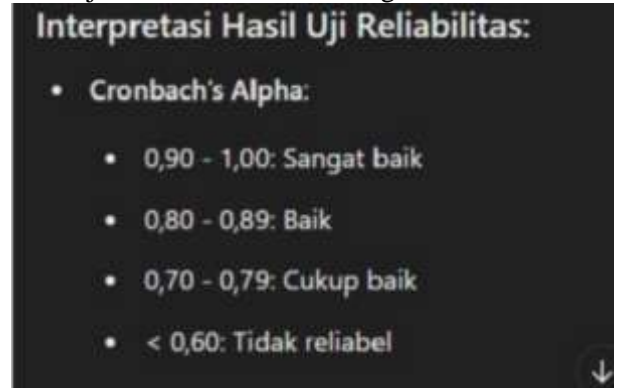 Interpretasi Hasil Uji Reliabilitas:
• Cronbach's Alpha:
• 0,90 - 1,00: Sangat baik
• 0,80 - 0,89: Baik
• 0,70 - 0,79: Cukup baik
• < 0,60: Tidak reliabel